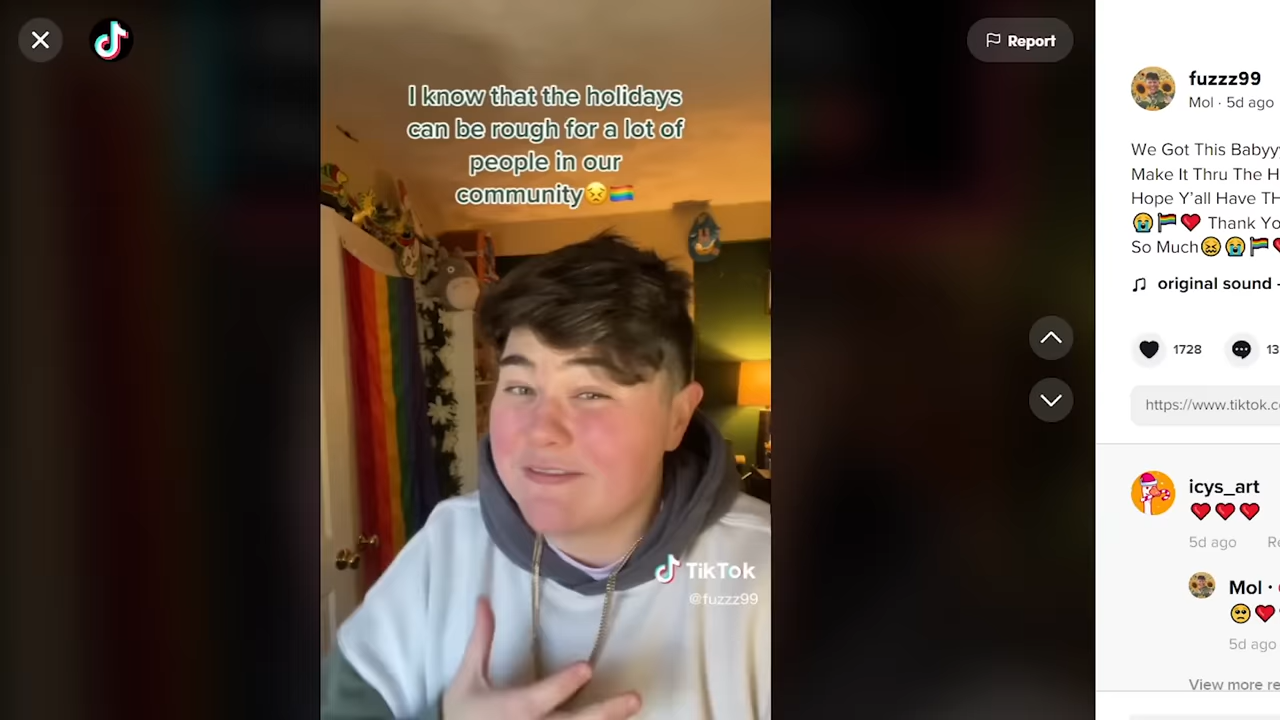 Report
I know that the holidays
can be rough for a lot of
people in our
community😣🏳️‍🌈
TikTok
@fuzzz99
fuzzz99
Mol · 5d ago
We Got This Babyy
Make It Thru The H
Hope Y'all Have Th
😭🏳️‍🌈❤️ Thank Yo
So Much😖😭🏳️‍🌈
original sound -
1728
13
https://www.tiktok.c
icys_art
❤️❤️❤️
5d ago Re
Mol ·
🥺❤️
5d ago
View more re